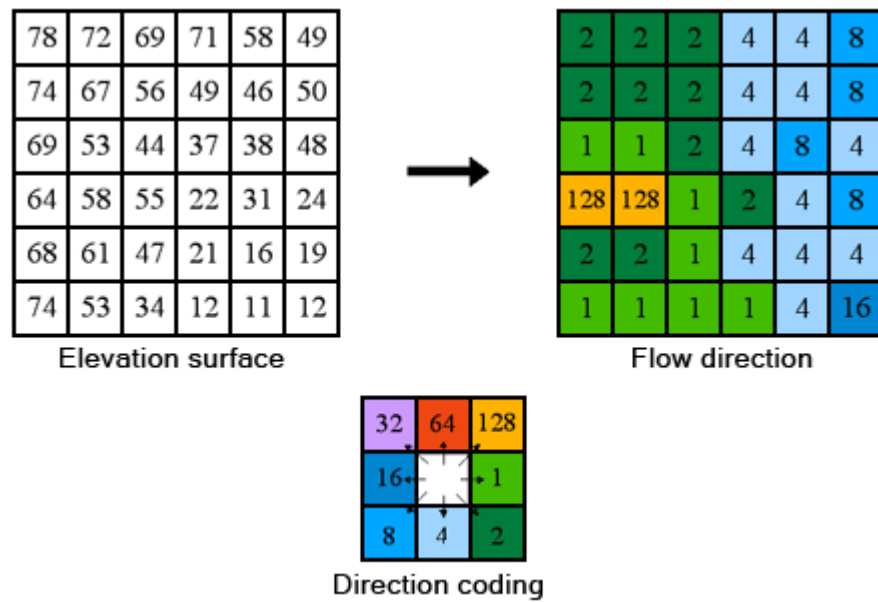 78 72 69 71 58 49 2 2 2 4 4 8
74 67 56 49 46 50 2 2 2 4 4 8
69 53 44 37 38 48 1 1 2 4 8 4
64 58 55 22 31 24 128 128 1 2 4 8
68 61 47 21 16 19 2 2 1 4 4 4
74 53 34 12 11 12 1 1 1 1 4 16
Elevation surface Flow direction
32 64 128
16 1
8 4 2
Direction coding